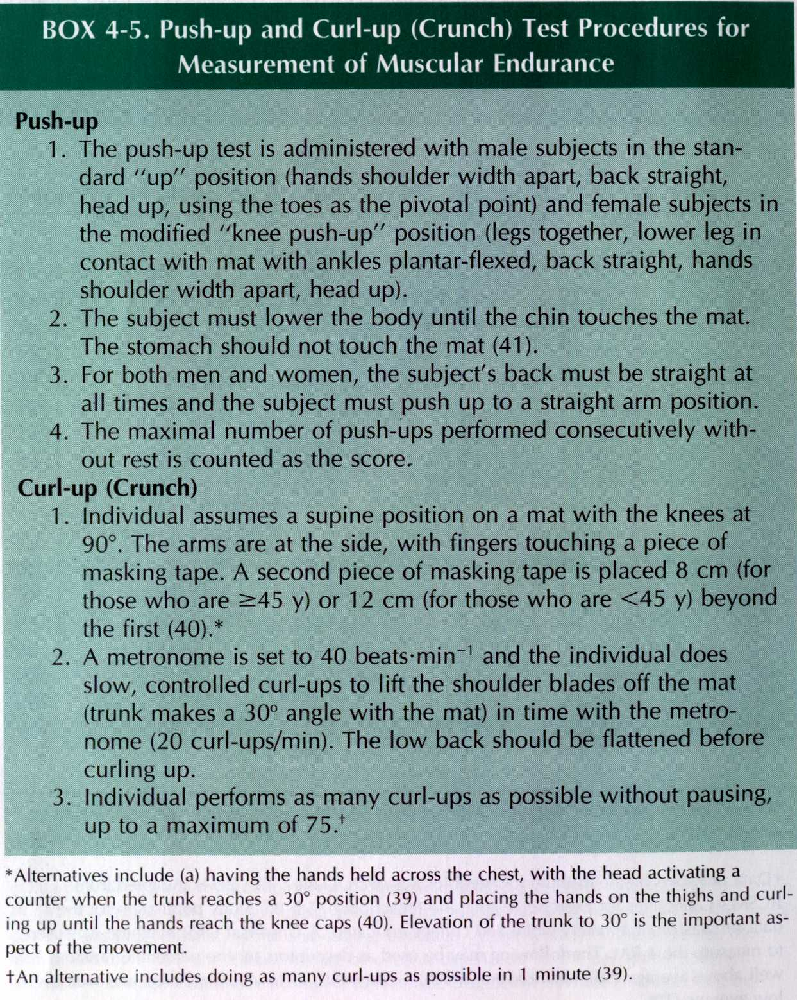 BOX 4-5. Push-up and Curl-up (Crunch) Test Procedures for
Measurement of Muscular Endurance
Push-up
1. The push-up test is administered with male subjects in the stan-
dard “up” position (hands shoulder width apart, back straight,
head up, using the toes as the pivotal point) and female subjects in
the modified “knee push-up” position (legs together, lower leg in
contact with mat with ankles plantar-flexed, back straight, hands
shoulder width apart, head up).
2. The subject must lower the body until the chin touches the mat.
The stomach should not touch the mat (41).
3. For both men and women, the subject’s back must be straight at
all times and the subject must push up to a straight arm position.
4. The maximal number of push-ups performed consecutively with-
out rest is counted as the score.
Curl-up (Crunch)
1. Individual assumes a supine position on a mat with the knees at
90°. The arms are at the side, with fingers touching a piece of
masking tape. A second piece of masking tape is placed 8 cm (for
those who are ≥45 y) or 12 cm (for those who are <45 y) beyond
the first (40).*
2. A metronome is set to 40 beats·min⁻¹ and the individual does
slow, controlled curl-ups to lift the shoulder blades off the mat
(trunk makes a 30° angle with the mat) in time with the metro-
nome (20 curl-ups/min). The low back should be flattened before
curling up.
3. Individual performs as many curl-ups as possible without pausing,
up to a maximum of 75.†
*Alternatives include (a) having the hands held across the chest, with the head activating a
counter when the trunk reaches a 30° position (39) and placing the hands on the thighs and curl-
ing up until the hands reach the knee caps (40). Elevation of the trunk to 30° is the important as-
pect of the movement.
†An alternative includes doing as many curl-ups as possible in 1 minute (39).